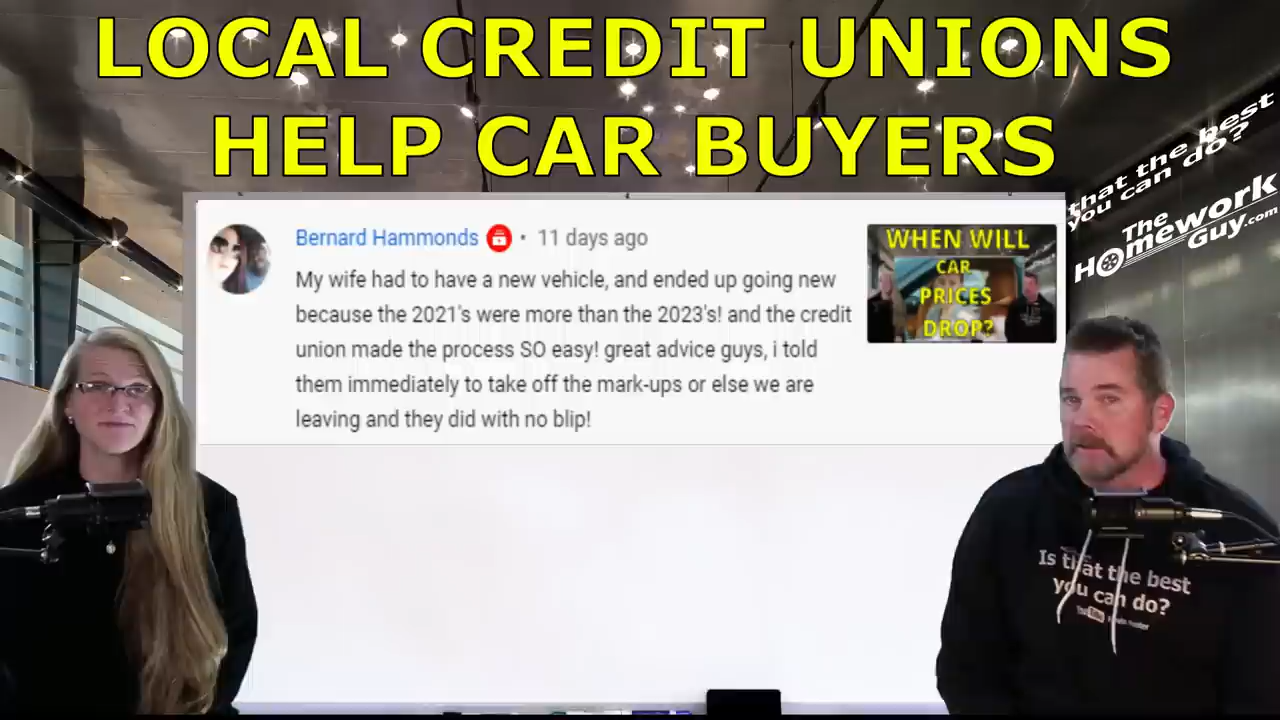 LOCAL CREDIT UNIONS
HELP CAR BUYERS
that the best
you can do?
The
Homework
Guy.com
Bernard Hammonds • 11 days ago
My wife had to have a new vehicle, and ended up going new
because the 2021's were more than the 2023's! and the credit
union made the process SO easy! great advice guys, i told
them immediately to take off the mark-ups or else we are
leaving and they did with no blip!
WHEN WILL
CAR
PRICES
DROP?
Is that the best
you can do?